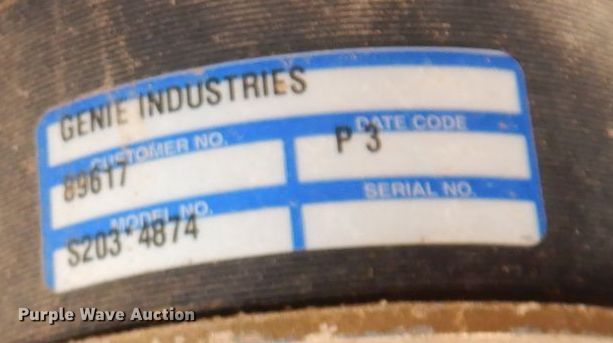 GENIE INDUSTRIES
CUSTOMER NO. DATE CODE
89617 P 3
MODEL NO. SERIAL NO.
S203*4874
Purple Wave Auction